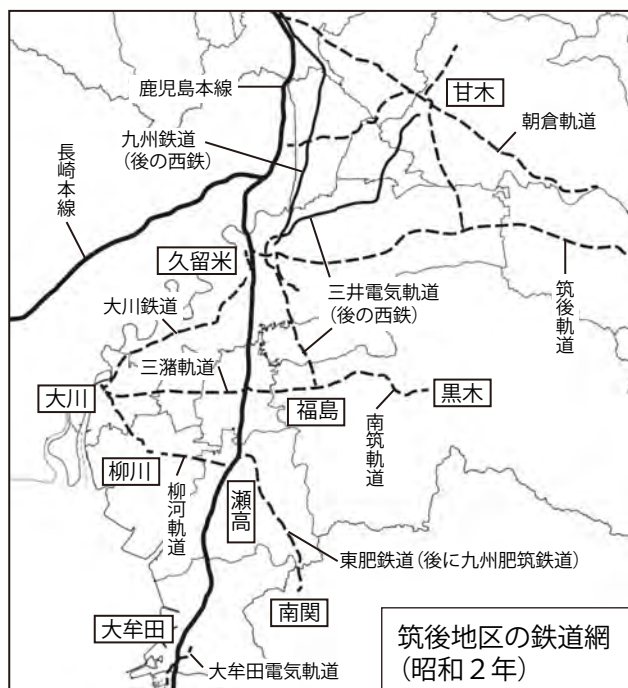 鹿児島本線
九州鉄道
(後の西鉄)
長崎本線
甘木
朝倉軌道
久留米
三井電気軌道
(後の西鉄)
筑後軌道
大川鉄道
三潴軌道
大川
福島
黒木
南筑軌道
柳川
柳河軌道
瀬高
東肥鉄道(後に九州肥筑鉄道)
南関
大牟田
大牟田電気軌道
筑後地区の鉄道網
(昭和2年)